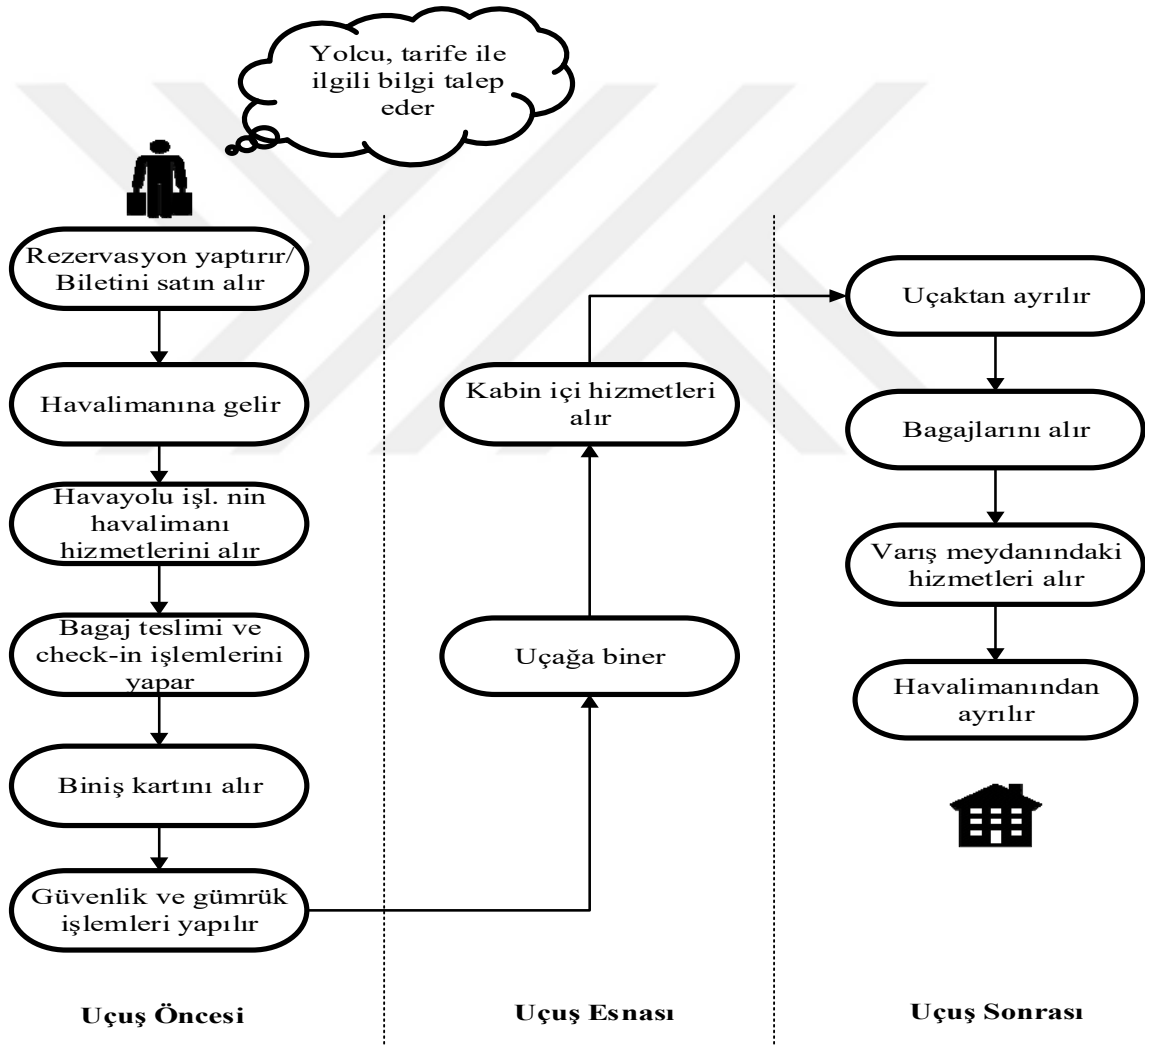 Yolcu, tarife ile
ilgili bilgi talep
eder
Rezervasyon yaptırır/
Biletini satın alır
Havalimanına gelir
Havayolu işl. nin
havalimanı
hizmetlerini alır
Bagaj teslimi ve
check-in işlemlerini
yapar
Biniş kartını alır
Güvenlik ve gümrük
işlemleri yapılır
Uçuş Öncesi
Kabin içi hizmetleri
alır
Uçağa biner
Uçuş Esnası
Uçaktan ayrılır
Bagajlarını alır
Varış meydanındaki
hizmetleri alır
Havalimanından
ayrılır
Uçuş Sonrası